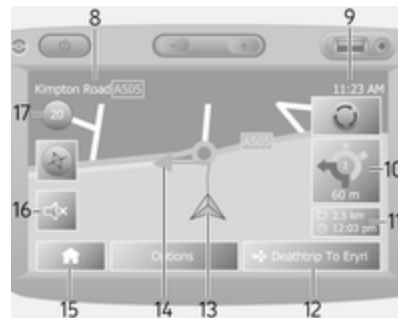 8 9
Kimpton Road A505 11:23 AM
17 20
A505
1
10
60 m
16
2.5 km 11
12:03 pm
Options Deathtrip To Eryri
15 14 13 12